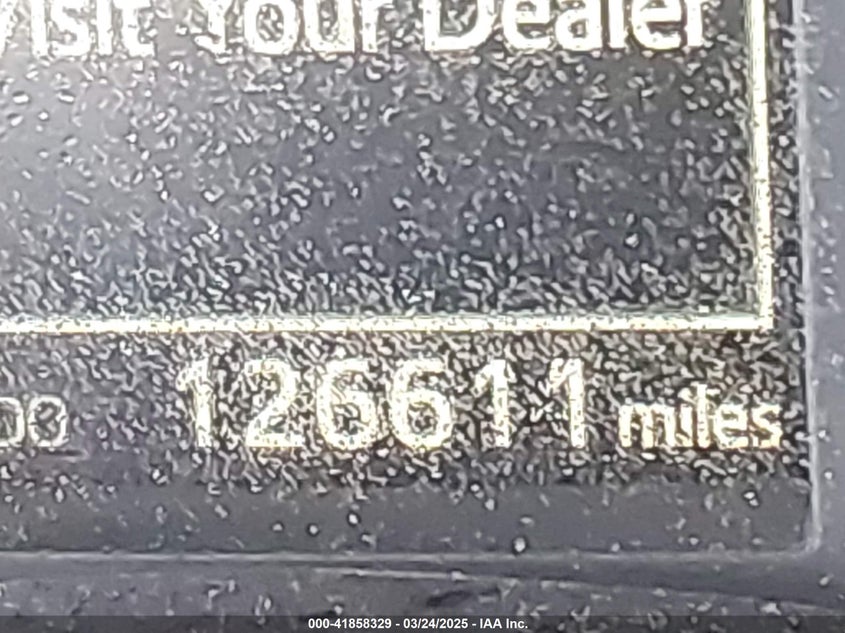 Visit Your Dealer
126611 miles
000-41858329 - 03/24/2025 - IAA Inc.